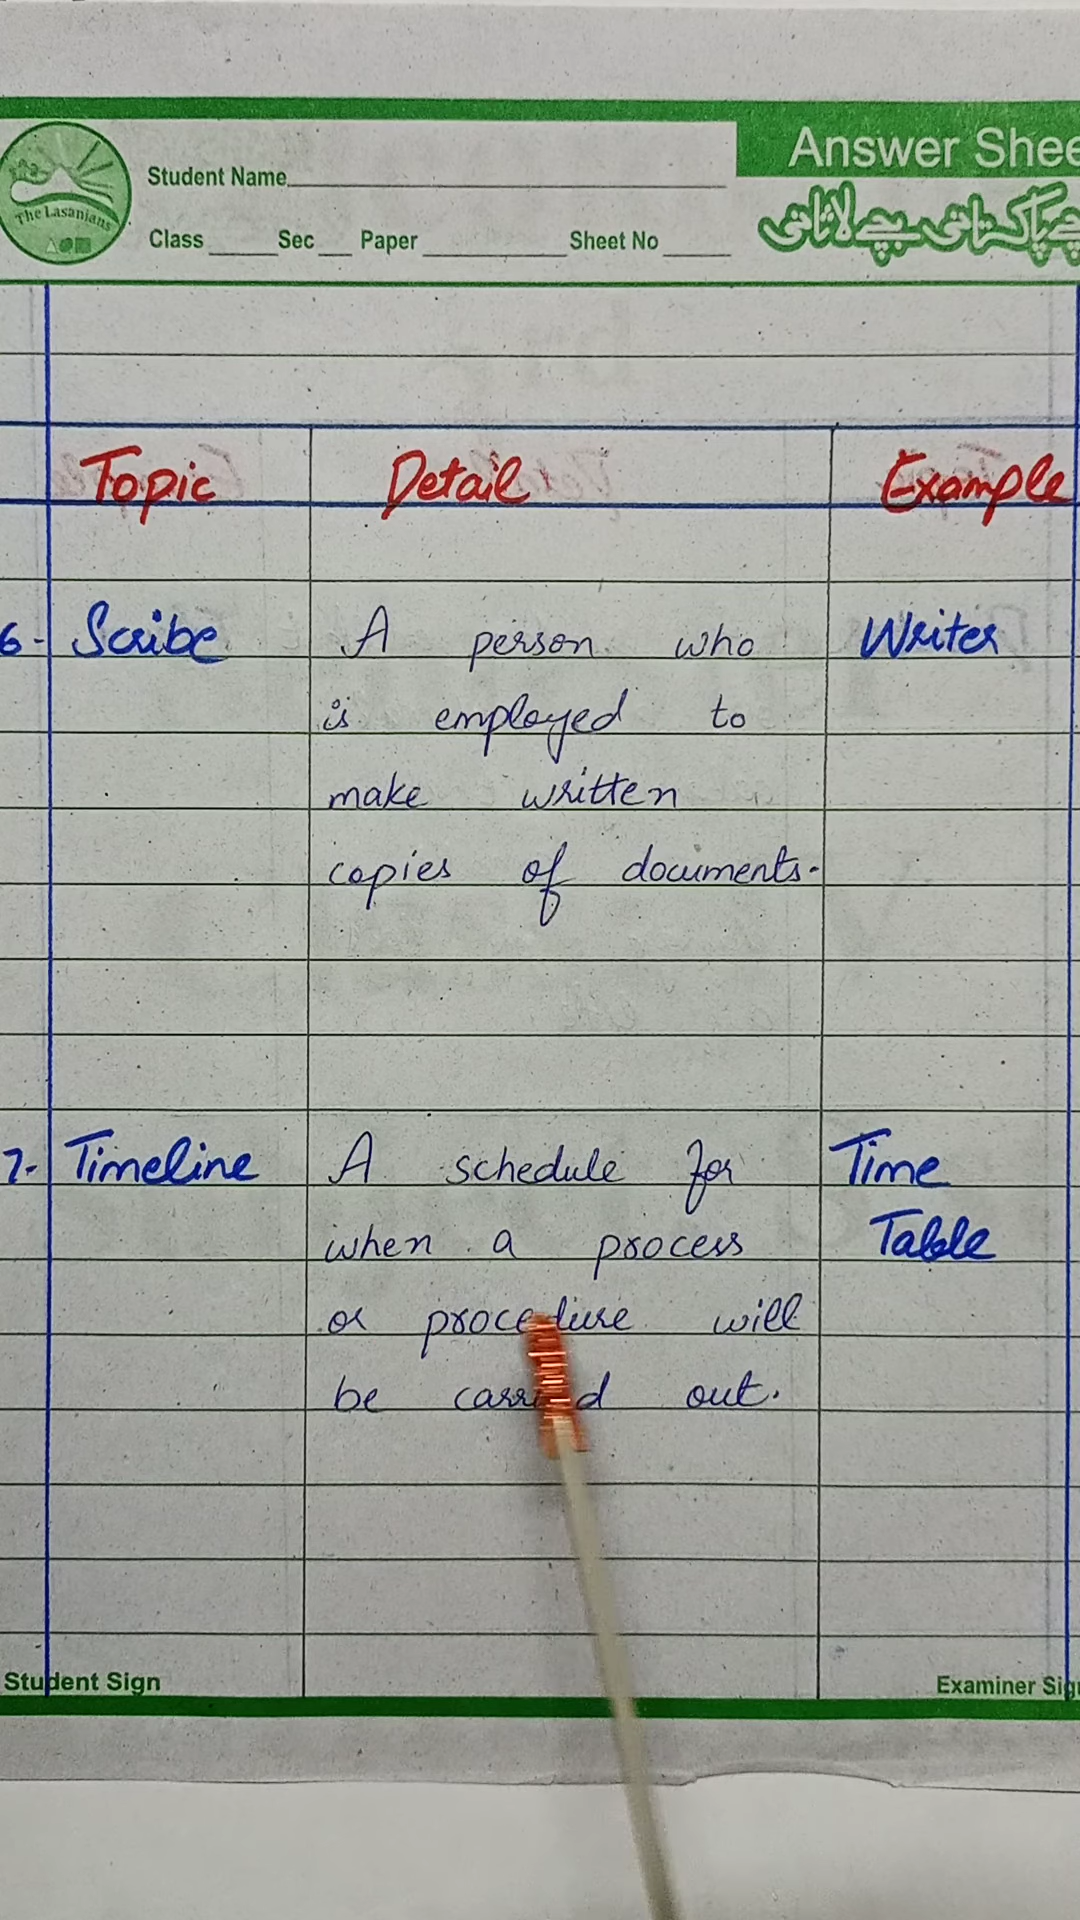 Answer Shee
Student Name
The Lasanians
Class Sec Paper Sheet No
Topic Detail Example
6- Scribe A person who Writer
is employed to
make written
copies of documents.
7- Timeline A schedule for Time
when a process Table
or procedure will
be carried out.
Student Sign Examiner Sig